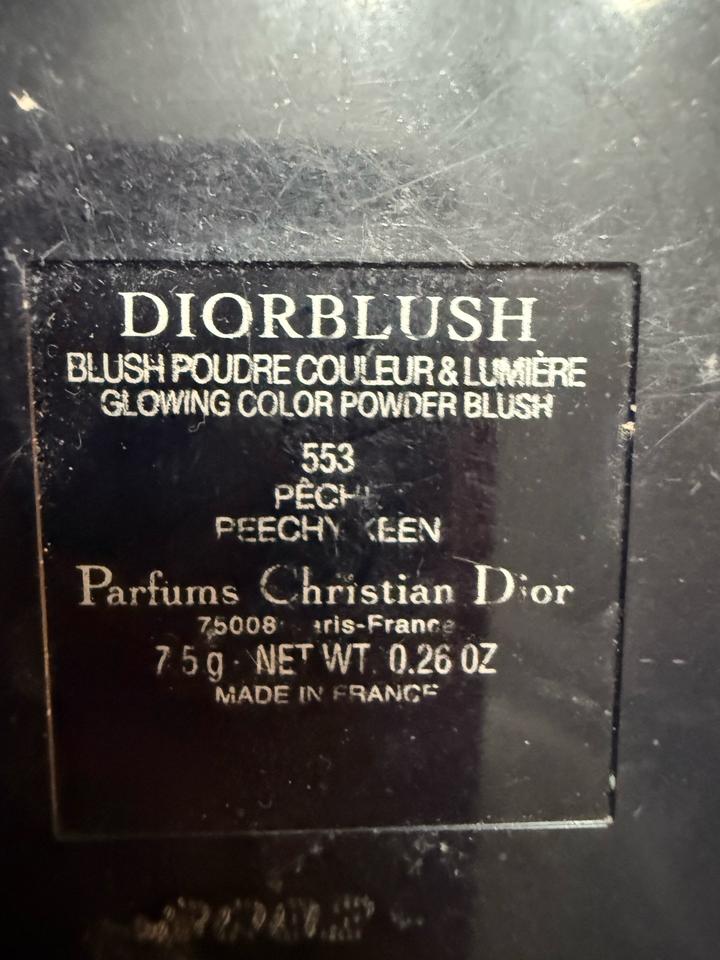 DIORBLUSH
BLUSH POUDRE COULEUR & LUMIÈRE
GLOWING COLOR POWDER BLUSH
553
PEECHY KEEN
Parfums Christian Dior
75008
7.5 g · NET WT. 0.26 OZ
MADE IN FRANCE